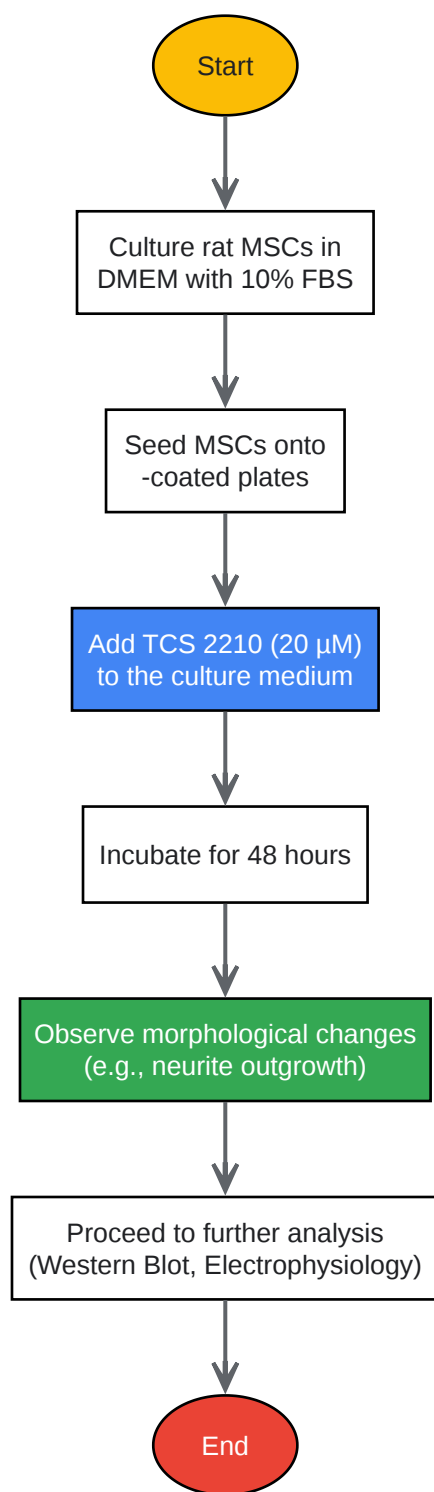 Start
Culture rat MSCs in
DMEM with 10% FBS
Seed MSCs onto
-coated plates
Add TCS 2210 (20 µM)
to the culture medium
Incubate for 48 hours
Observe morphological changes
(e.g., neurite outgrowth)
Proceed to further analysis
(Western Blot, Electrophysiology)
End